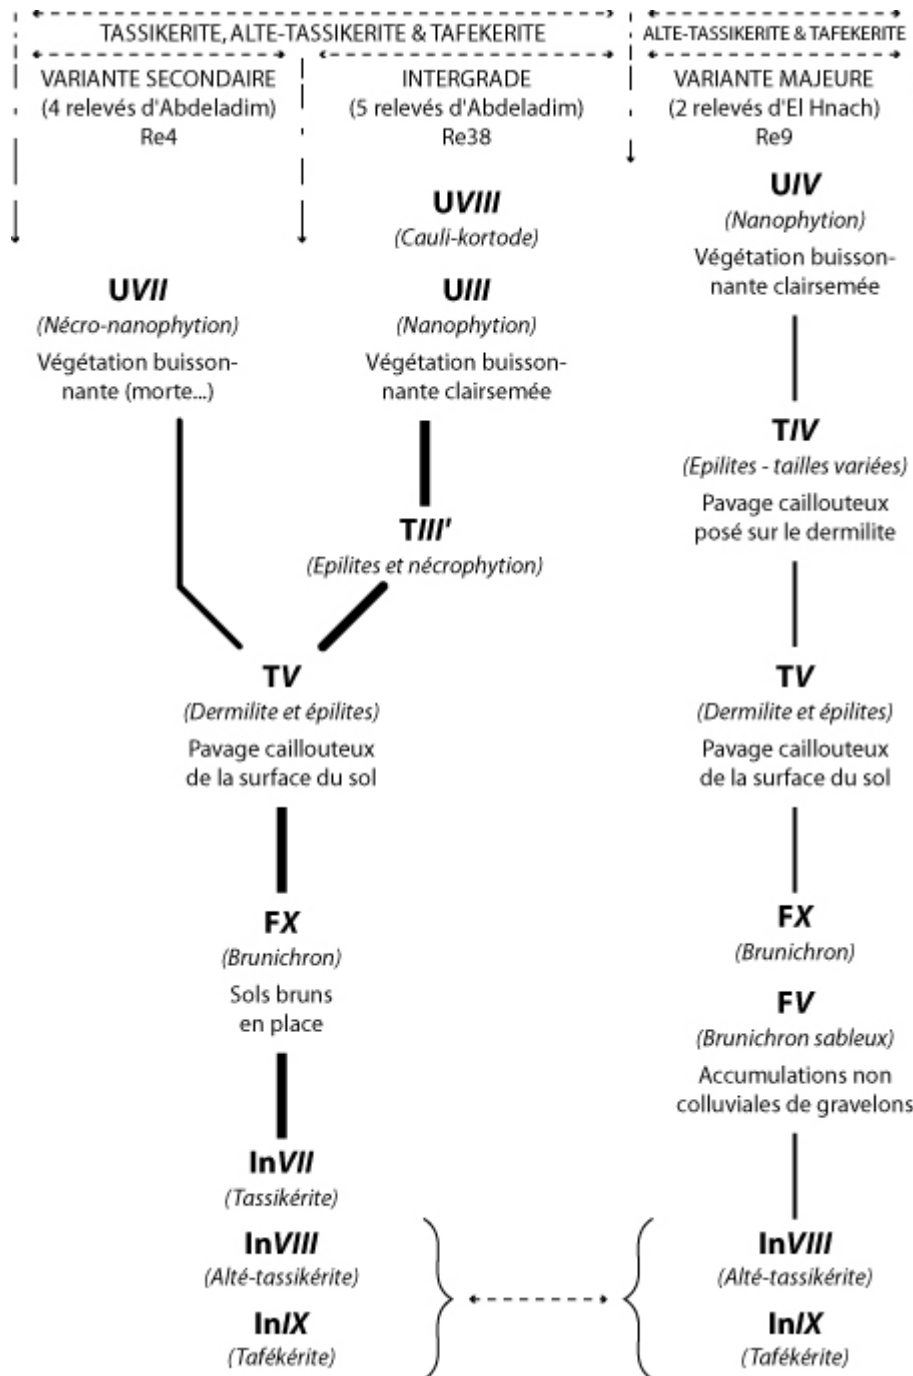 TASSIKERITE, ALTE-TASSIKERITE & TAFEKERITE
VARIANTE SECONDAIRE
(4 relevés d'Abdeladim)
Re4
INTERGRADE
(5 relevés d'Abdeladim)
Re38
ALTE-TASSIKERITE & TAFEKERITE
VARIANTE MAJEURE
(2 relevés d'El Hnach)
Re9
UVII
(Nécro-nanophytion)
Végétation buisson-
nante (morte...)
UVIII
(Cauli-kortode)
UIII
(Nanophytion)
Végétation buisson-
nante clairsemée
TIII'
(Epilites et nécrophytion)
TV
(Dermilite et épilites)
Pavage caillouteux
de la surface du sol
FX
(Brunichron)
Sols bruns
en place
InVII
(Tassikérite)
InVIII
(Alté-tassikérite)
InIX
(Tafékérite)
UIV
(Nanophytion)
Végétation buisson-
nante clairsemée
TIV
(Epilites - tailles variées)
Pavage caillouteux
posé sur le dermilite
TV
(Dermilite et épilites)
Pavage caillouteux
de la surface du sol
FX
(Brunichron)
FV
(Brunichron sableux)
Accumulations non
colluviales de gravelons
InVIII
(Alté-tassikérite)
InIX
(Tafékérite)